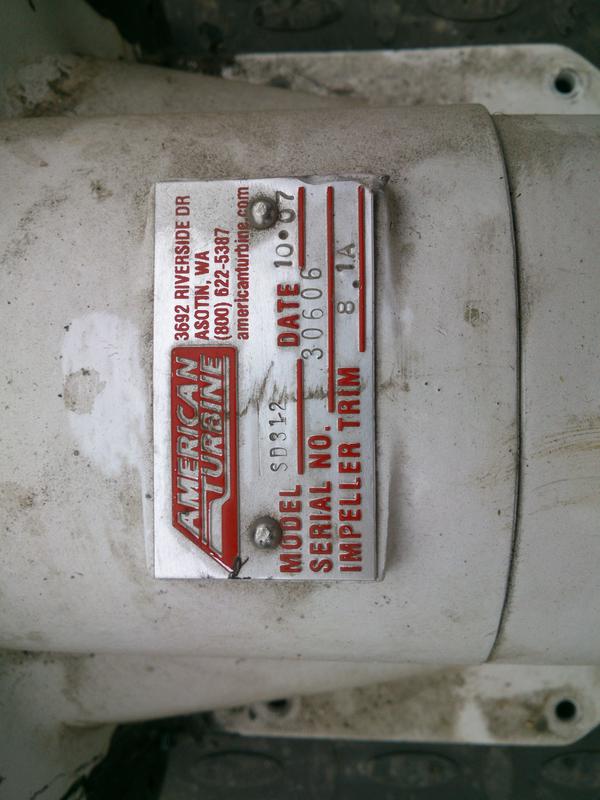 AMERICAN
TURBINE
3692 RIVERSIDE DR
ASOTIN, WA
(800) 622-5387
americanturbine.com
MODEL SD312 DATE 10•07
SERIAL NO. 30606
IMPELLER TRIM 8.1A